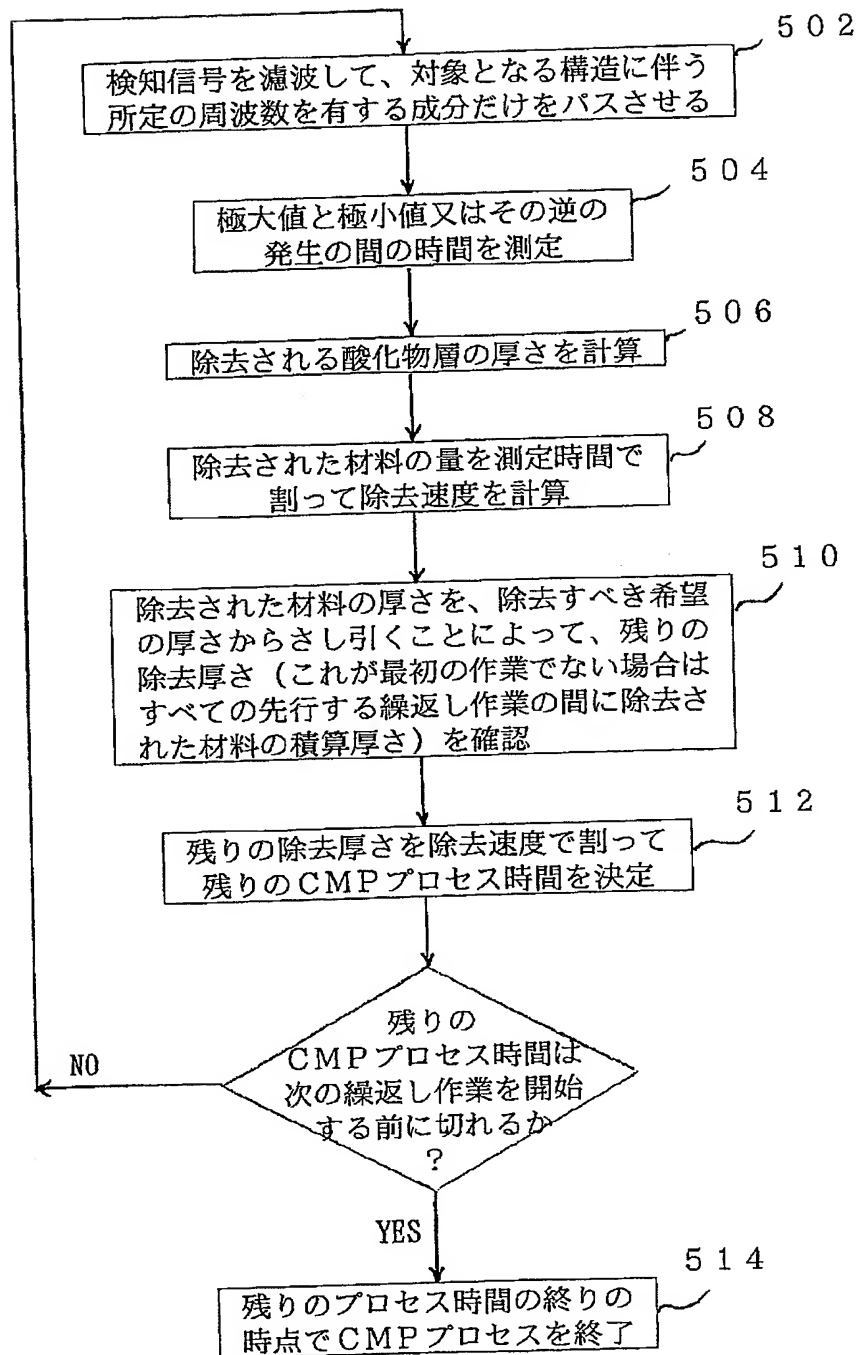 502
検知信号を濾波して、対象となる構造に伴う
所定の周波数を有する成分だけをパスさせる
504
極大値と極小値又はその逆の
発生の間の時間を測定
506
除去される酸化物層の厚さを計算
508
除去された材料の量を測定時間で
割って除去速度を計算
510
除去された材料の厚さを、除去すべき希望
の厚さからさし引くことによって、残りの
除去厚さ（これが最初の作業でない場合は
すべての先行する繰返し作業の間に除去さ
れた材料の積算厚さ）を確認
512
残りの除去厚さを除去速度で割って
残りのCMPプロセス時間を決定
残りの
CMPプロセス時間は
次の繰返し作業を開始
する前に切れるか
？
NO
YES
514
残りのプロセス時間の終りの
時点でCMPプロセスを終了